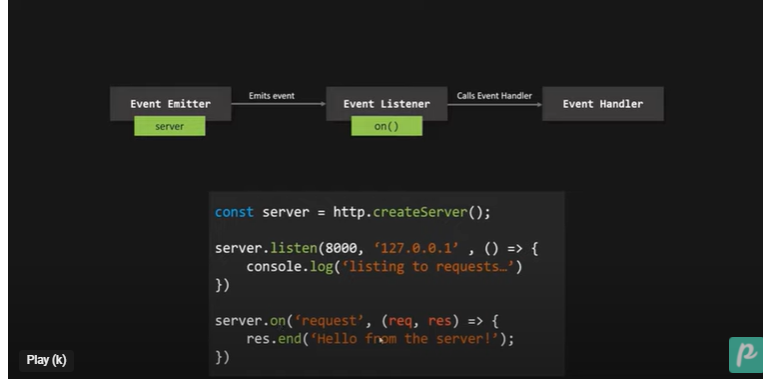 Emits event
Calls Event Handler
Event Emitter
Event Listener
Event Handler
server
on()
const server = http.createServer();
server.listen(8000, ‘127.0.0.1’ , () => {
console.log(‘listing to requests…’)
})
server.on(‘request’, (req, res) => {
res.end(‘Hello from the server!’);
})
Play (k)